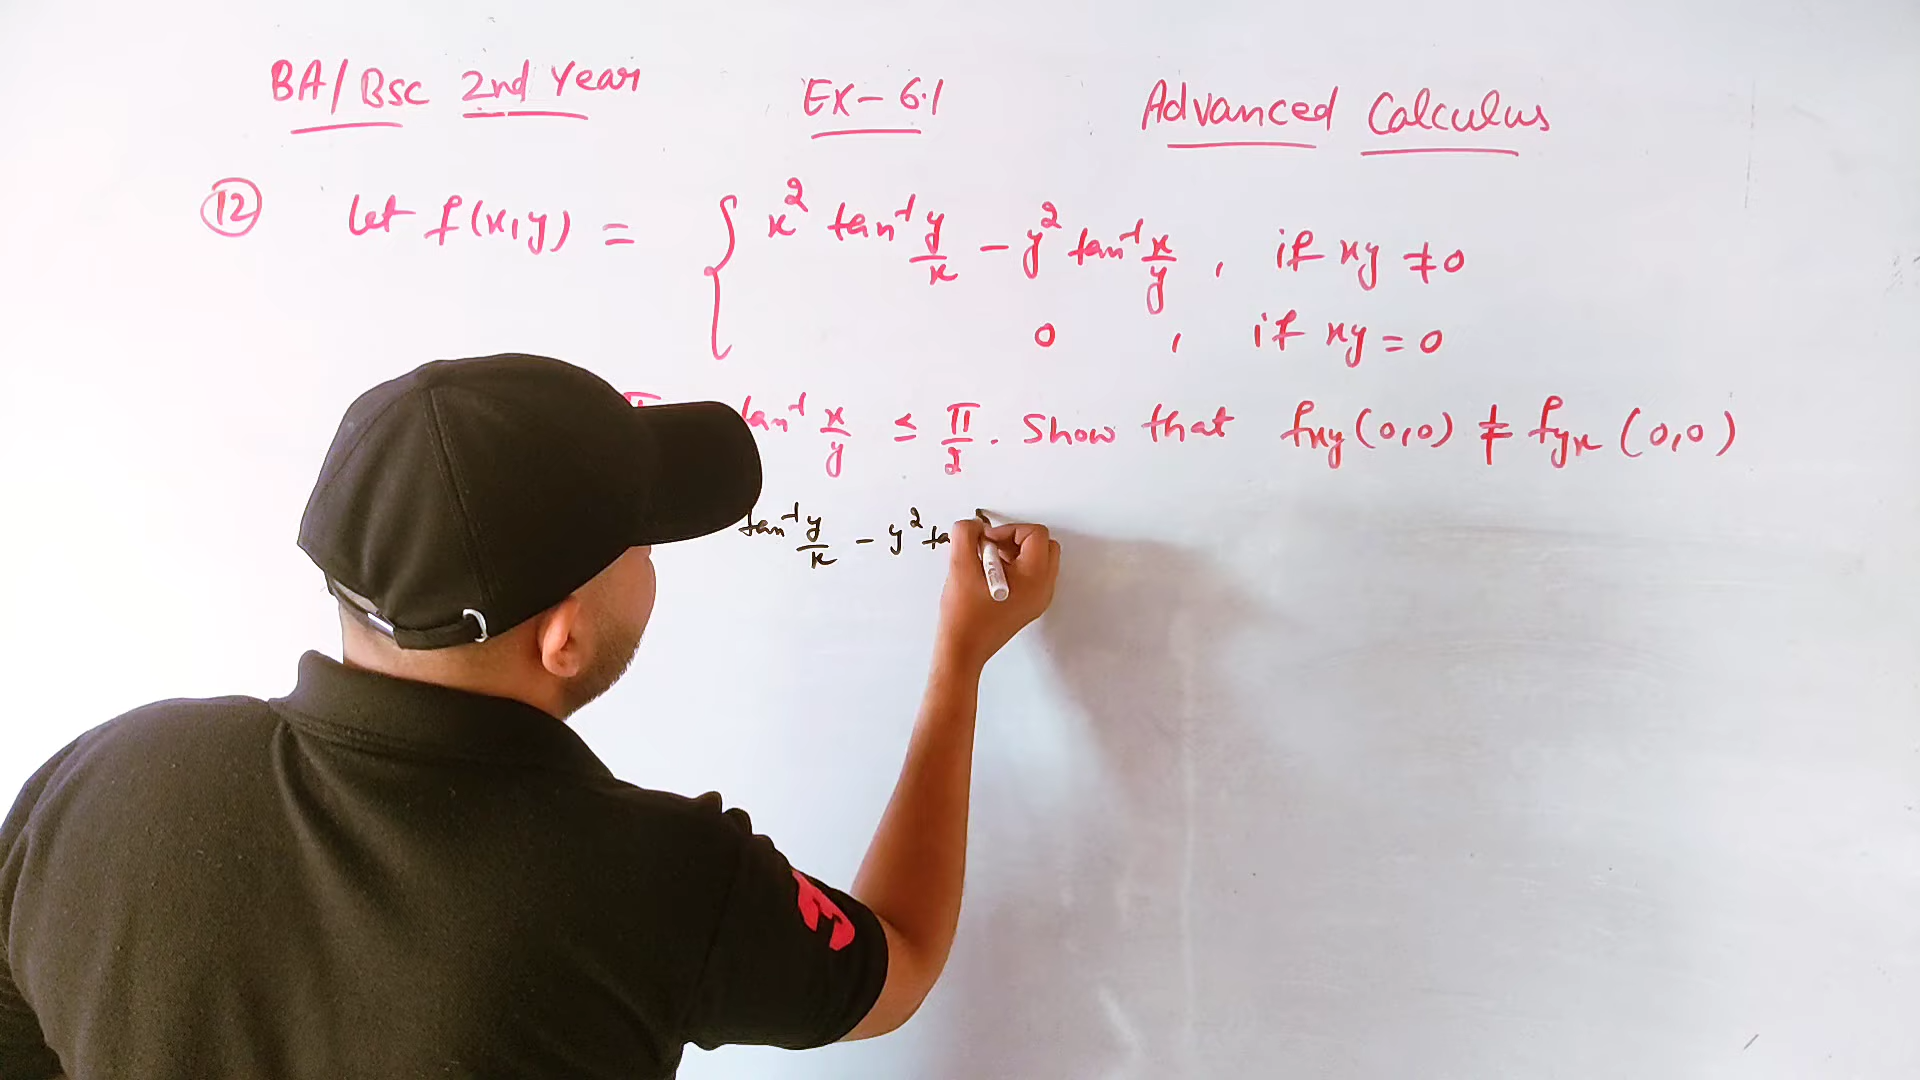 BA/BSC 2nd Year EX-6.1 Advanced Calculus
(12) Let f(x,y) = { x² tan⁻¹ y/x - y² tan⁻¹ x/y , if xy ≠ 0
0 , if xy = 0
tan⁻¹ x/y ≤ π/2 . Show that fxy(0,0) ≠ fyx(0,0)
tan⁻¹ y/x - y² ta
3